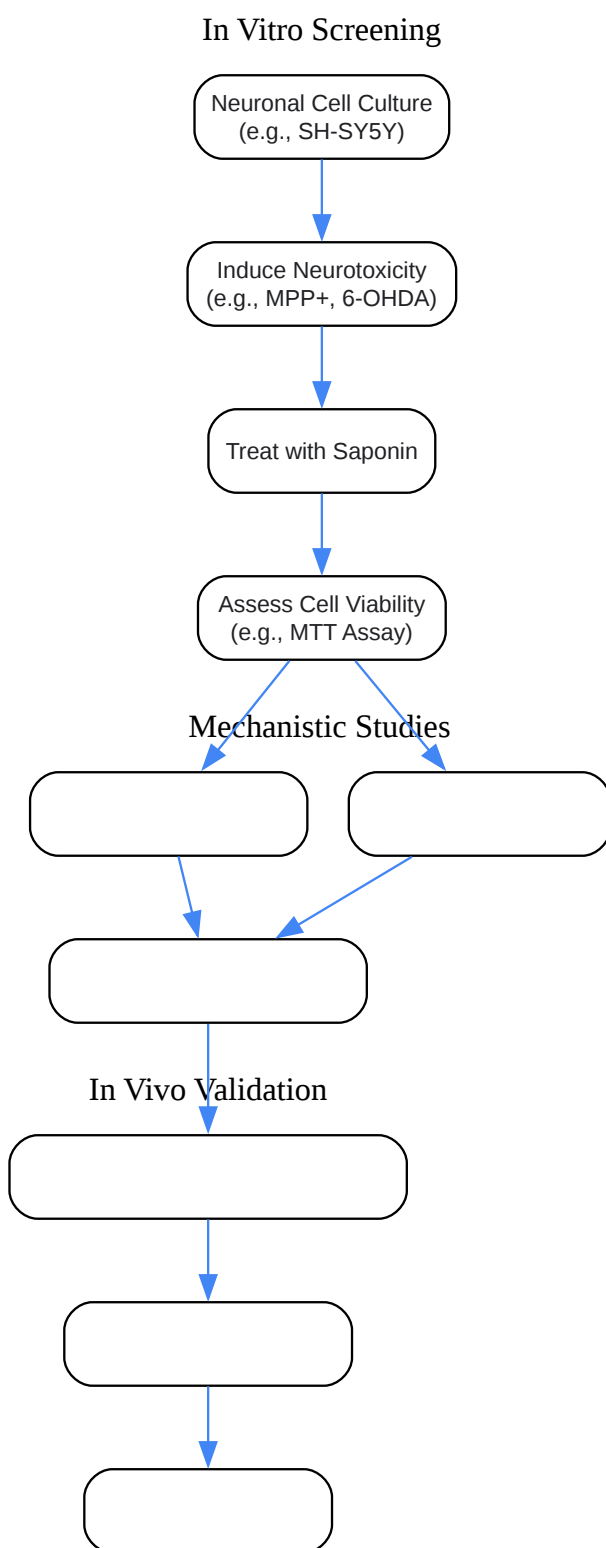 In Vitro Screening
Neuronal Cell Culture
(e.g., SH-SY5Y)
Induce Neurotoxicity
(e.g., MPP+, 6-OHDA)
Treat with Saponin
Assess Cell Viability
(e.g., MTT Assay)
Mechanistic Studies
In Vivo Validation